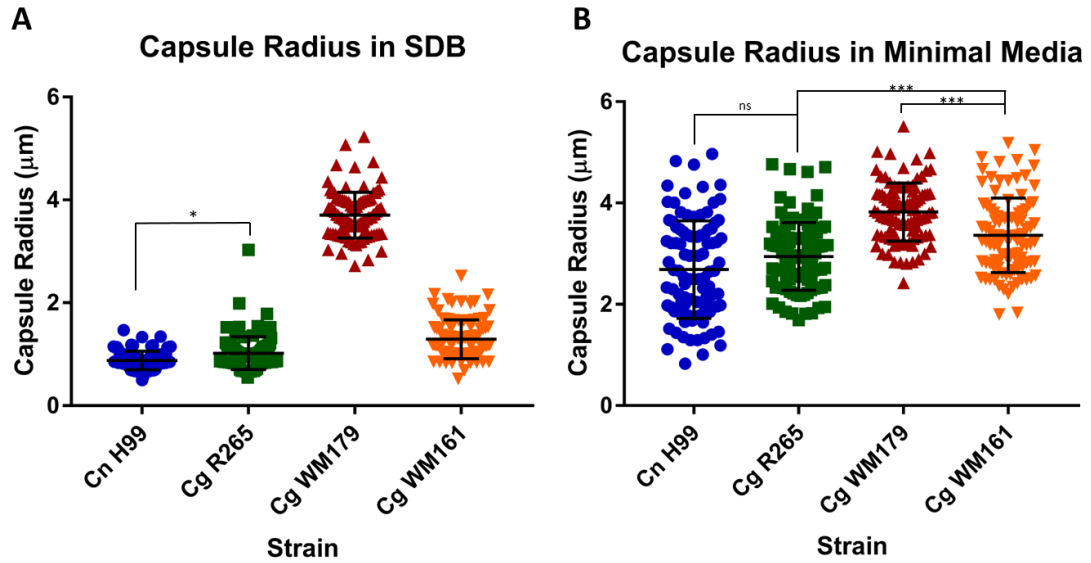 A
Capsule Radius in SDB
Capsule Radius (μm)
6
4
2
0
*
Cn H99
Cg R265
Cg WM179
Cg WM161
Strain
B
Capsule Radius in Minimal Media
Capsule Radius (μm)
6
4
2
0
ns
***
***
Cn H99
Cg R265
Cg WM179
Cg WM161
Strain